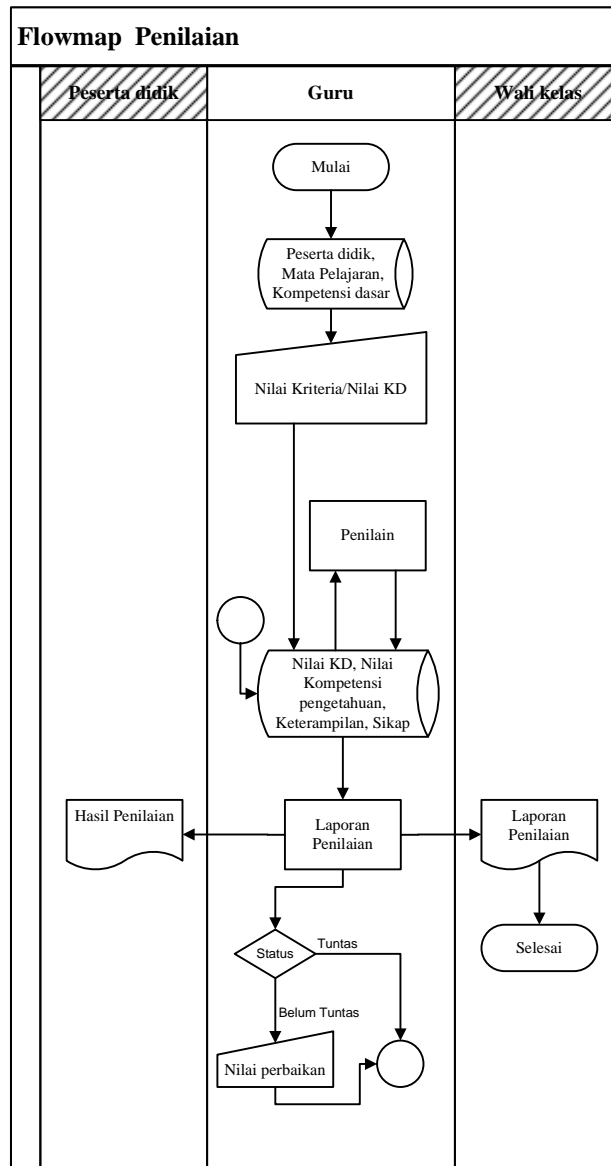 Flowmap  Penilaian
Peserta didik
Guru
Wali kelas
Mulai
Peserta didik,
Mata Pelajaran,
Kompetensi dasar
Nilai Kriteria/Nilai KD
Penilain
Nilai KD, Nilai
Kompetensi
pengetahuan,
Keterampilan, Sikap
Hasil Penilaian
Laporan
Penilaian
Laporan
Penilaian
Status
Tuntas
Selesai
Belum Tuntas
Nilai perbaikan